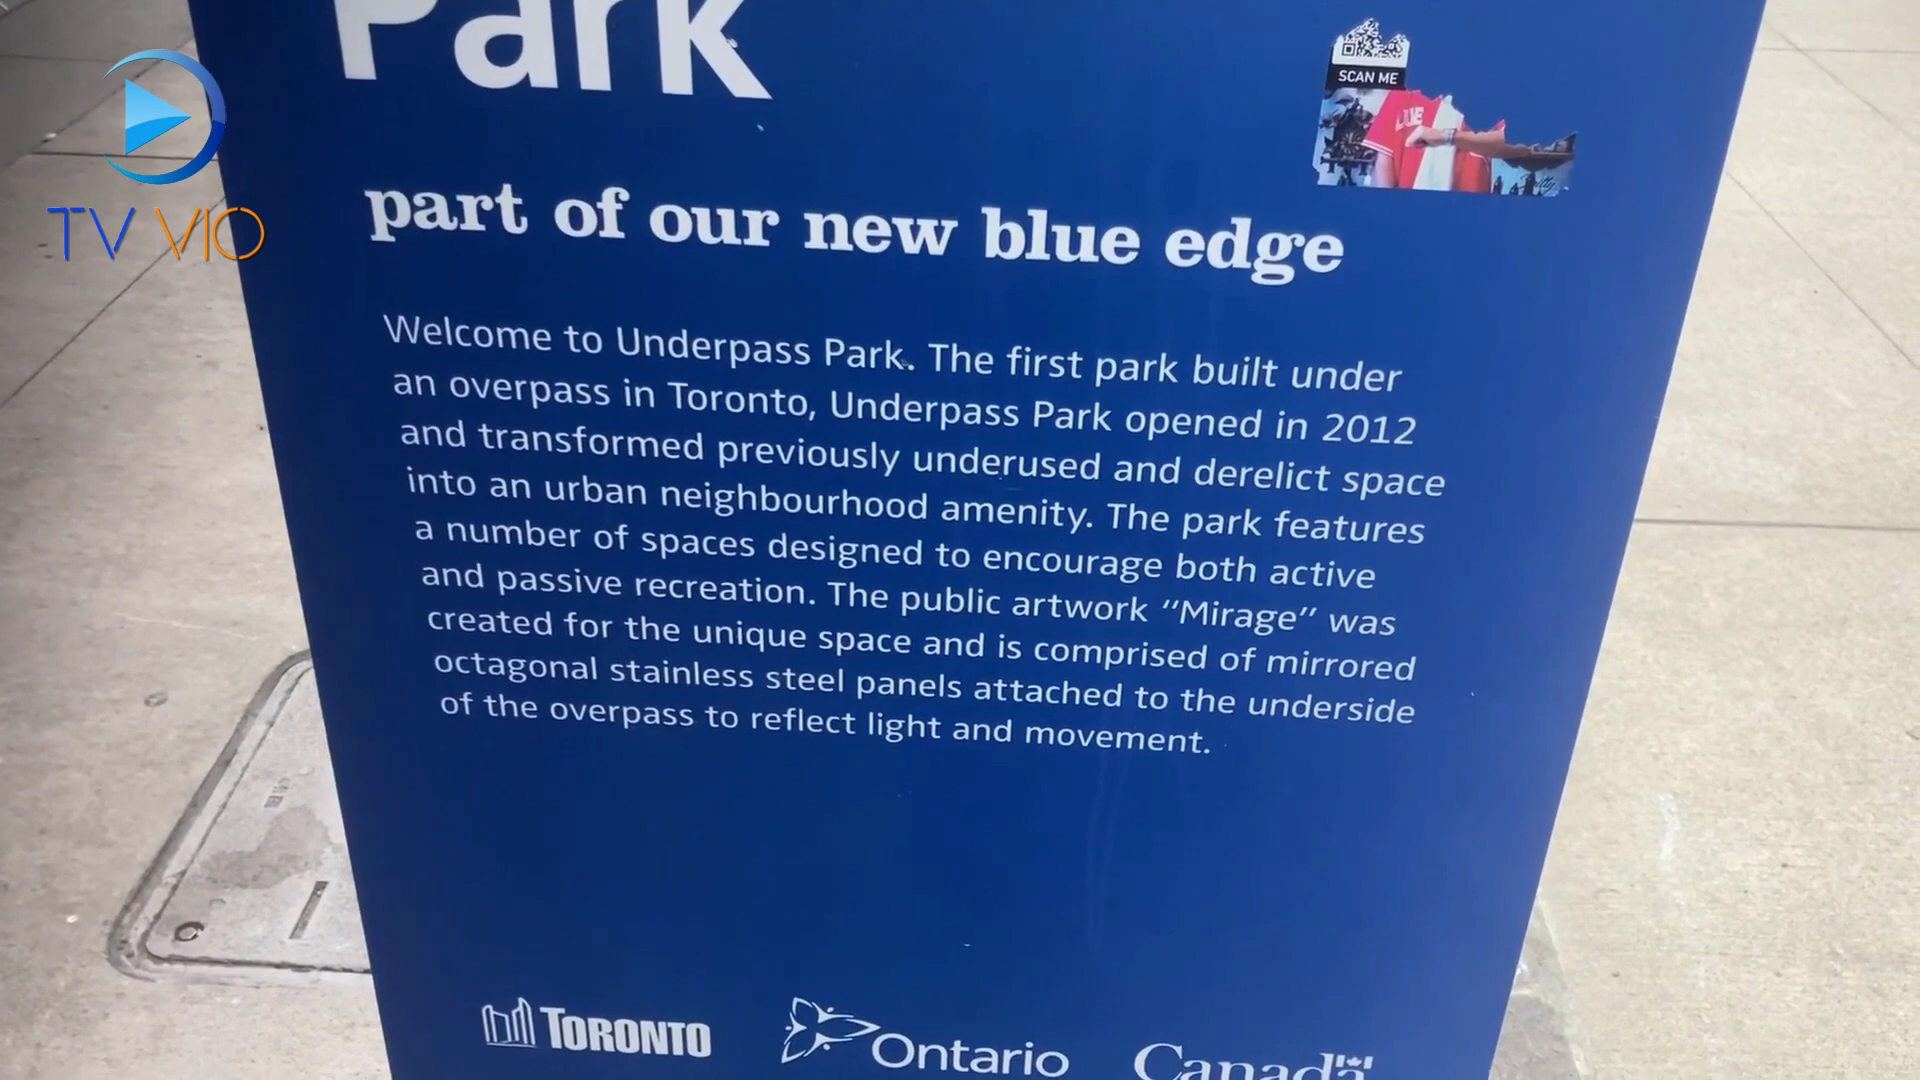 Park
SCAN ME
TV VIO
part of our new blue edge
Welcome to Underpass Park. The first park built under
an overpass in Toronto, Underpass Park opened in 2012
and transformed previously underused and derelict space
into an urban neighbourhood amenity. The park features
a number of spaces designed to encourage both active
and passive recreation. The public artwork “Mirage” was
created for the unique space and is comprised of mirrored
octagonal stainless steel panels attached to the underside
of the overpass to reflect light and movement.
TORONTO
Ontario
Canada